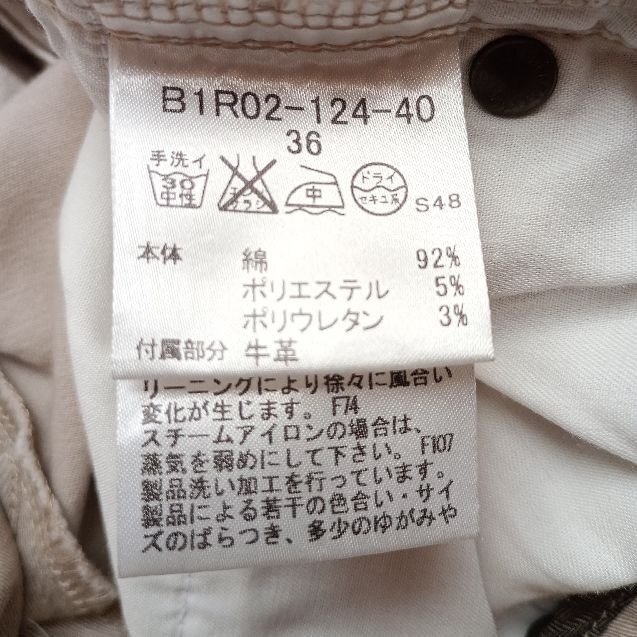 B1R02-124-40
36
手洗イ
30
中性
エンソ
サラシ
中
ドライ
セキユ系
S48
本体 綿 92%
ポリエステル 5%
ポリウレタン 3%
付属部分 牛革
リーニングにより徐々に風合い
変化が生じます。F74
スチームアイロンの場合は、
蒸気を弱めにして下さい。F107
製品洗い加工を行っています。
製品による若干の色合い・サイ
ズのばらつき、多少のゆがみや